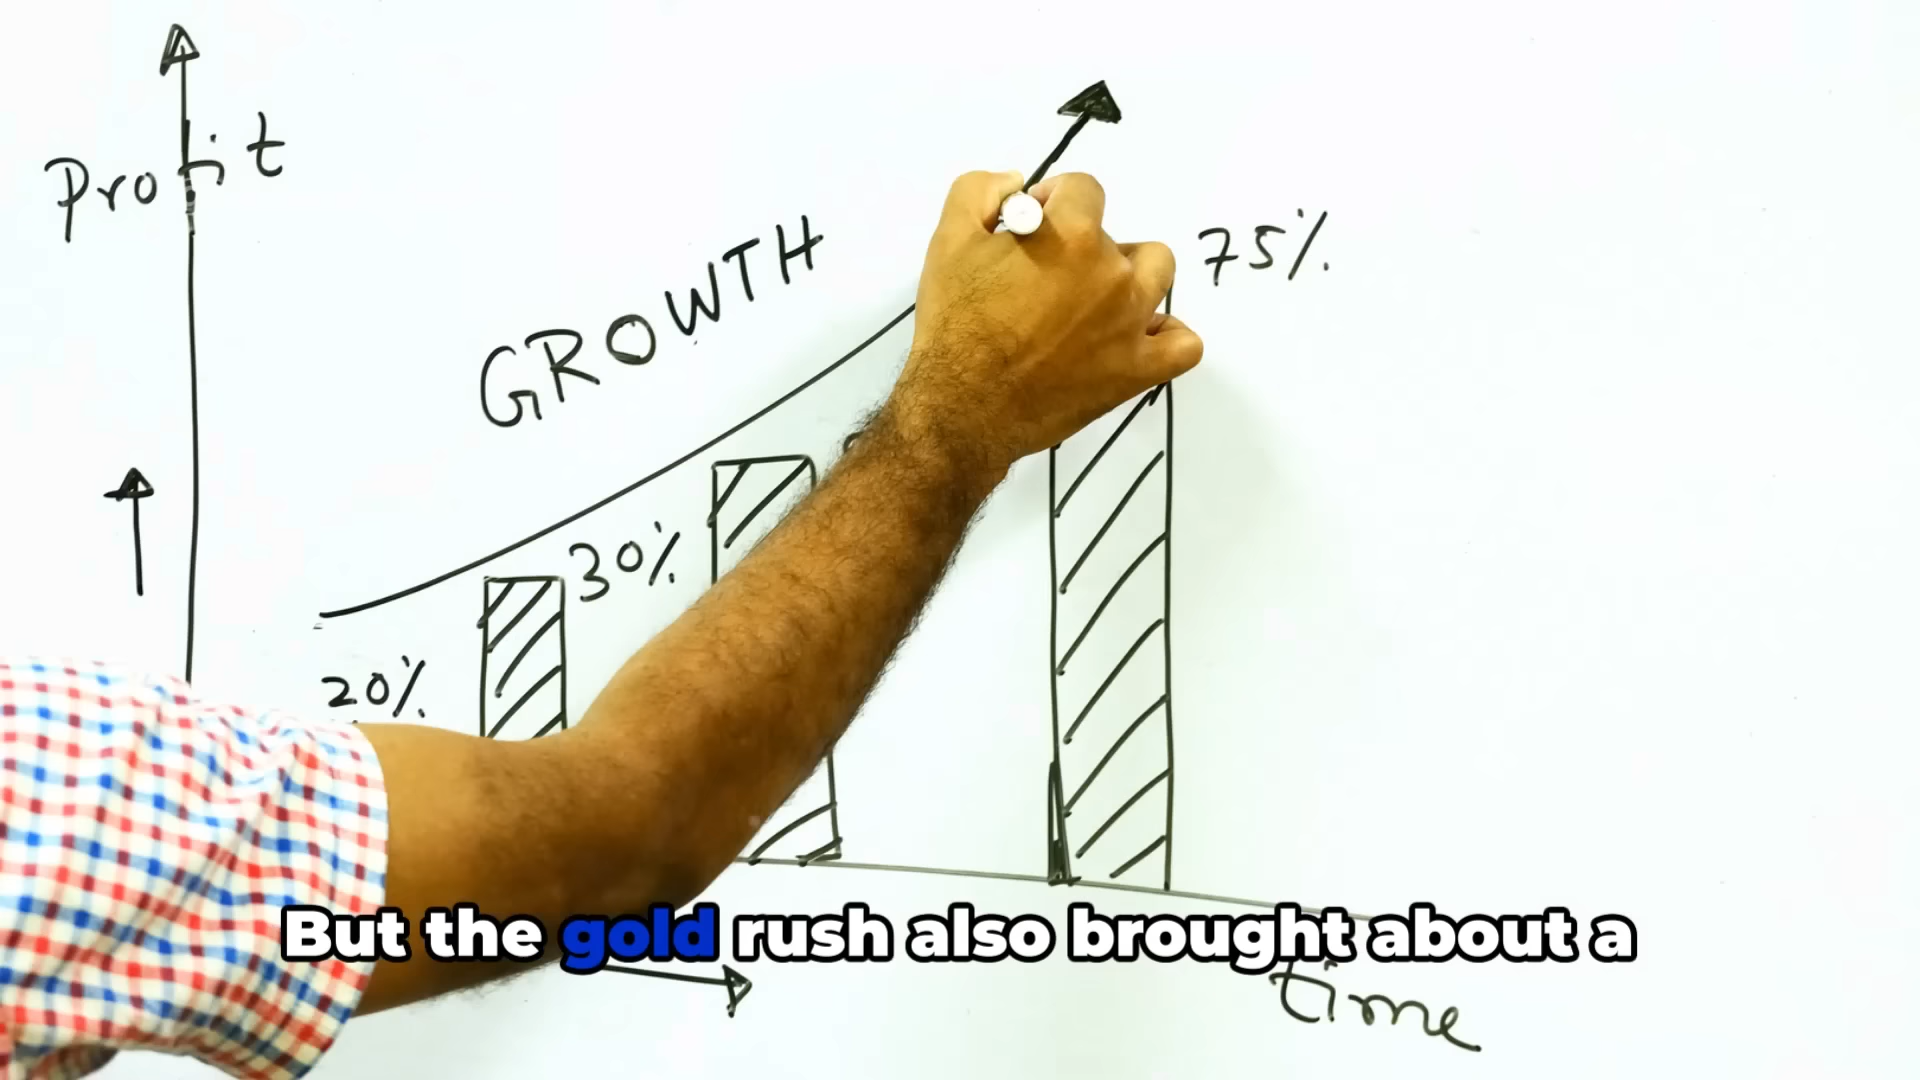 Profit
GROWTH
75%
30%
20%
But the gold rush also brought about a
time